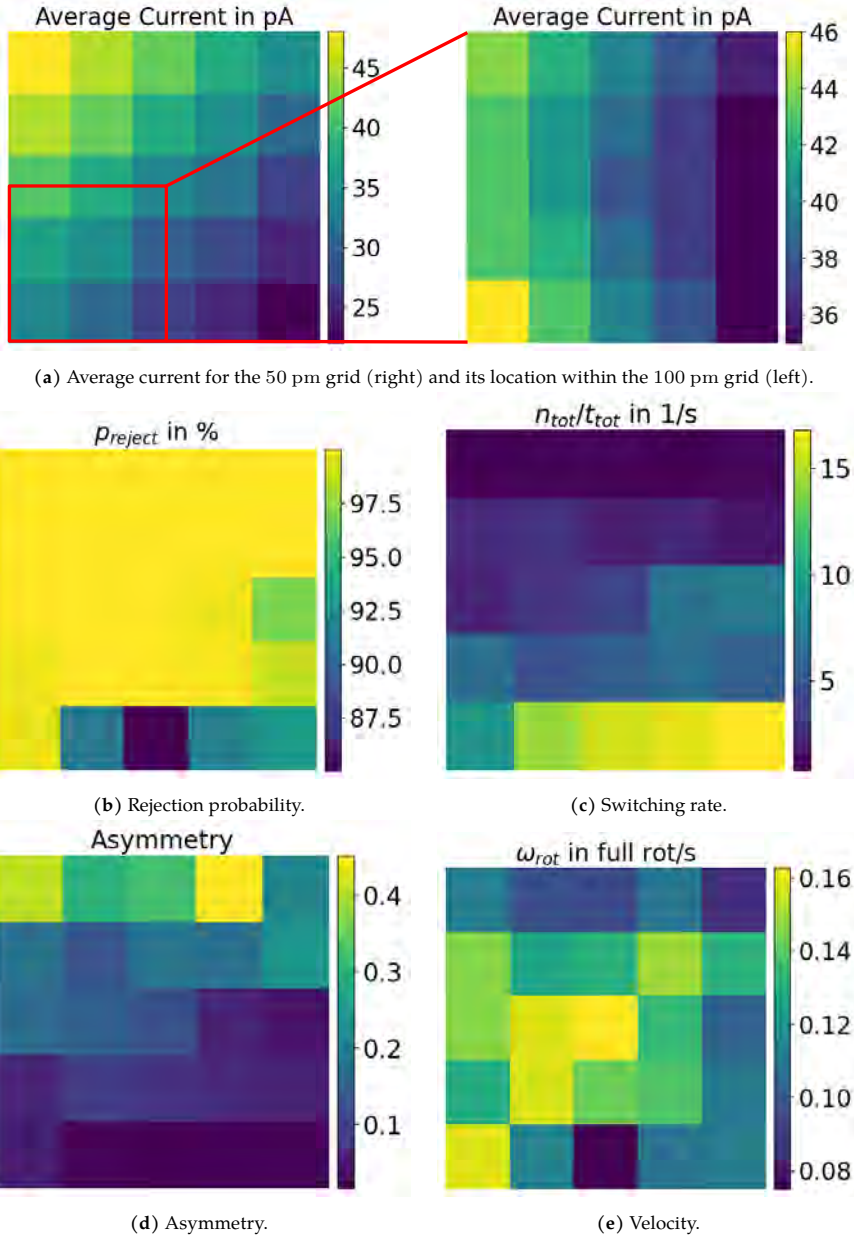 Average Current in pA
Average Current in pA
45
40
35
30
25
46
44
42
40
38
36
(a) Average current for the 50 pm grid (right) and its location within the 100 pm grid (left).
p_reject in %
n_tot/t_tot in 1/s
97.5
95.0
92.5
90.0
87.5
15
10
5
(b) Rejection probability.
(c) Switching rate.
Asymmetry
ω_rot in full rot/s
0.4
0.3
0.2
0.1
0.16
0.14
0.12
0.10
0.08
(d) Asymmetry.
(e) Velocity.